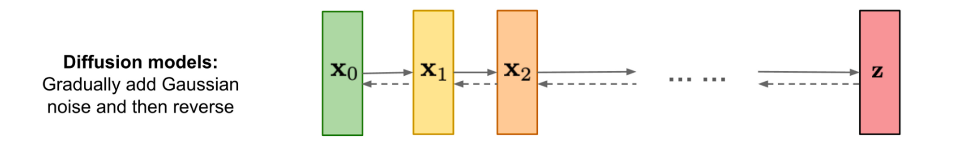 Diffusion models:
Gradually add Gaussian
noise and then reverse
x₀
x₁
x₂
... ...
z